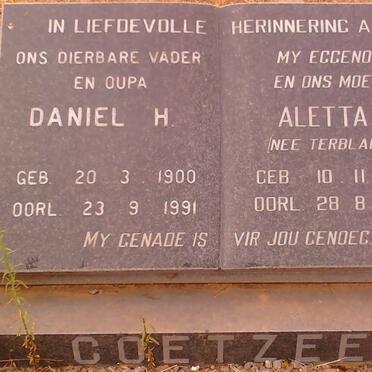 IN LIEFDEVOLLE HERINNERING A
ONS DIERBARE VADER
EN OUPA
DANIEL H.
GEB. 20 3 1900
OORL. 23 9 1991
MY EGGENO
EN ONS MOE
ALETTA
(NEE TERBLA
GEB 10 11
OORL 28 8
MY GENADE IS VIR JOU GENOEG
COETZEE